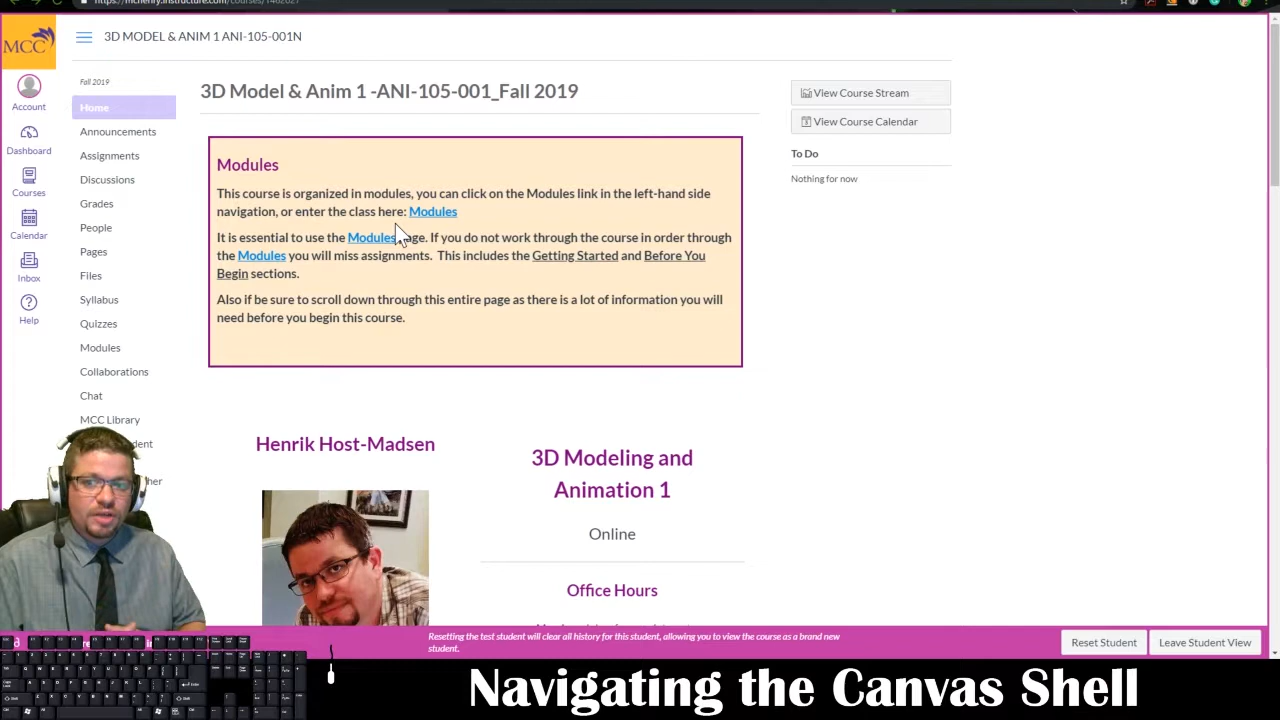 https://mchenry.instructure.com/courses/1462027
MCC
3D MODEL & ANIM 1 ANI-105-001N
Account
Dashboard
Courses
Calendar
Inbox
Help
Fall 2019
Home
Announcements
Assignments
Discussions
Grades
People
Pages
Files
Syllabus
Quizzes
Modules
Collaborations
Chat
MCC Library
3D Model & Anim 1 -ANI-105-001_Fall 2019
Modules
This course is organized in modules, you can click on the Modules link in the left-hand side
navigation, or enter the class here: Modules
It is essential to use the Modules page. If you do not work through the course in order through
the Modules you will miss assignments. This includes the Getting Started and Before You
Begin sections.
Also if be sure to scroll down through this entire page as there is a lot of information you will
need before you begin this course.
Henrik Host-Madsen
3D Modeling and
Animation 1
Online
Office Hours
View Course Stream
View Course Calendar
To Do
Nothing for now
Resetting the test student will clear all history for this student, allowing you to view the course as a brand new
student.
Reset Student
Leave Student View
Navigating the Canvas Shell